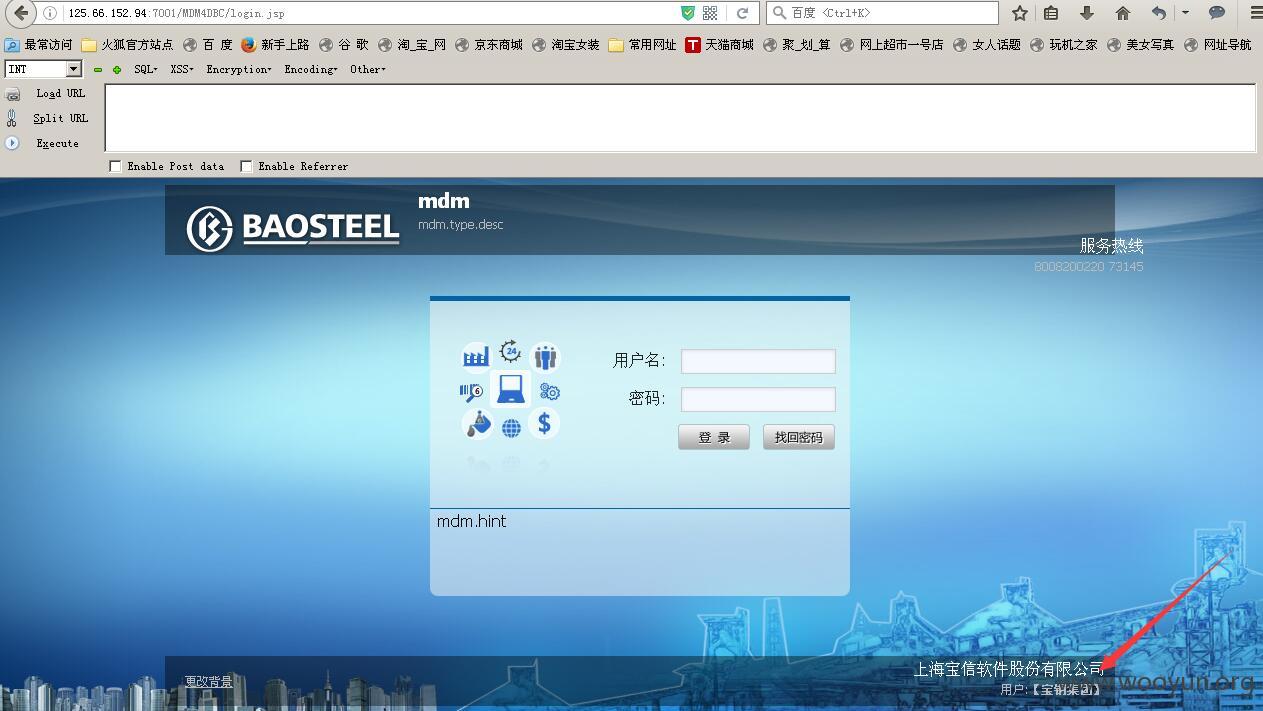 125.66.152.94:7001/MDM4DBC/login.jsp
百度 <Ctrl+K>
最常访问 火狐官方站点 百 度 新手上路 谷 歌 淘_宝_网 京东商城 淘宝女装 常用网址 天猫商城 聚_划_算 网上超市一号店 女人话题 玩机之家 美女写真 网址导航
INT SQL XSS Encryption Encoding Other
Load URL
Split URL
Execute
Enable Post data Enable Referrer
BAOSTEEL
mdm
mdm.type.desc
服务热线
8008200220 73145
24
用户名:
6
密码:
$
登 录 找回密码
mdm.hint
上海宝信软件股份有限公司
更改背景
用户:【宝钢集团】
www.wooyun.org